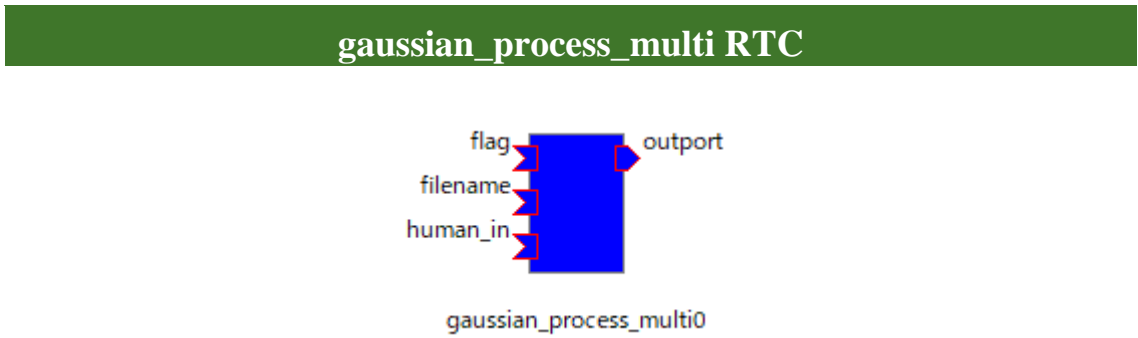 gaussian_process_multi RTC
flag
outport
filename
human_in
gaussian_process_multi0